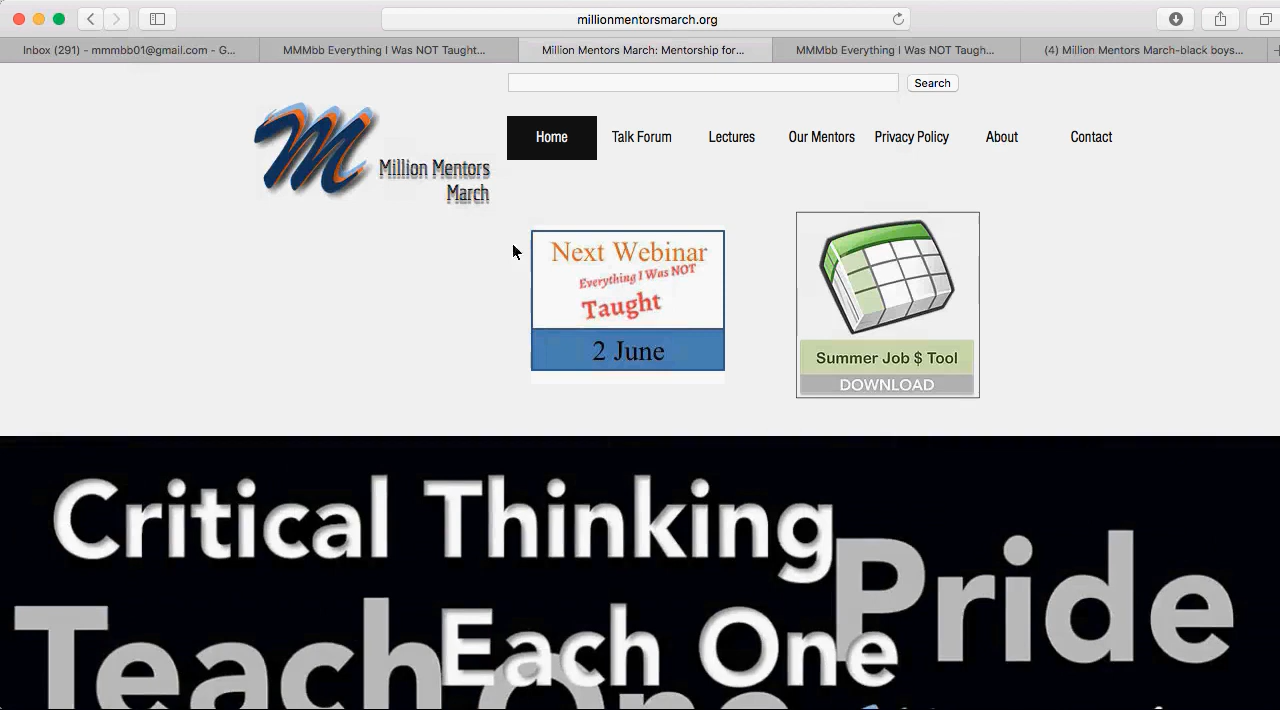 millionmentorsmarch.org
Inbox (291) - mmmbb01@gmail.com - G...
MMMbb Everything I Was NOT Taught...
Million Mentors March: Mentorship for...
MMMbb Everything I Was NOT Taugh...
(4) Million Mentors March-black boys...
Search
Home
Talk Forum
Lectures
Our Mentors
Privacy Policy
About
Contact
Million Mentors
March
Next Webinar
Everything I Was NOT
Taught
2 June
Summer Job $ Tool
DOWNLOAD
Critical Thinking
Pride
Teach
Each One
One